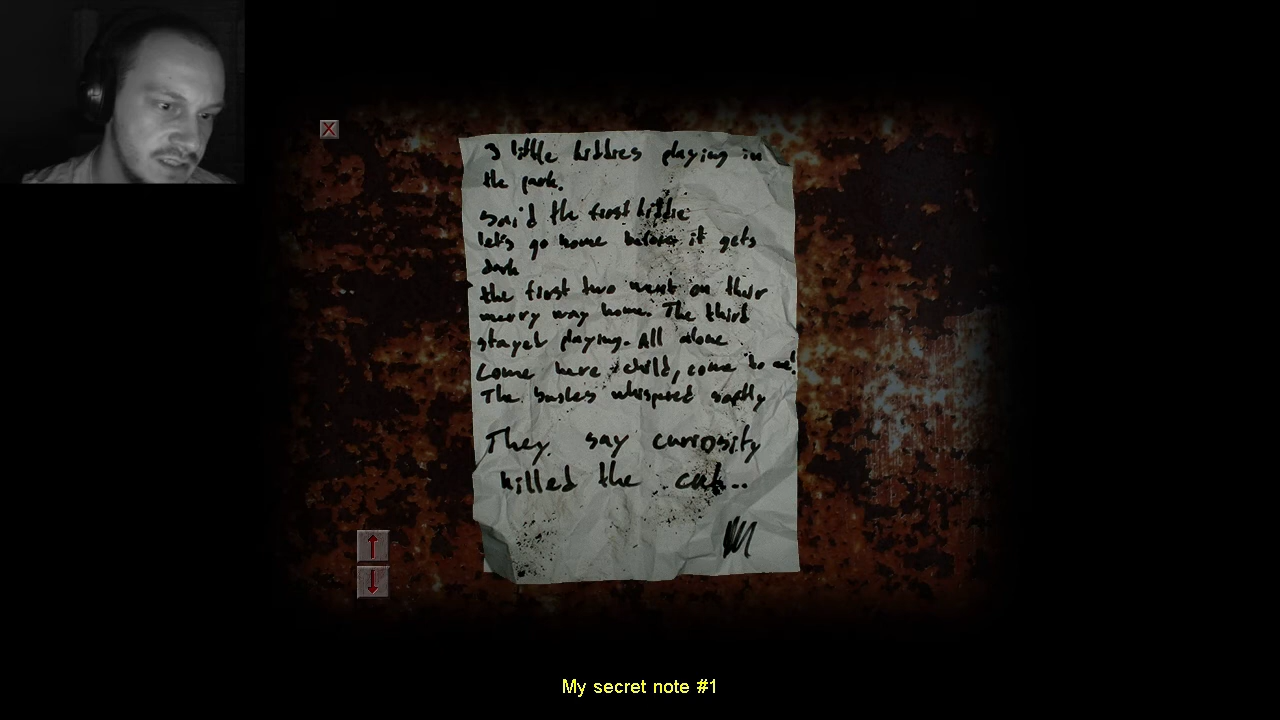 3 little kiddies playing in
the park.
said the first kiddie
let's go home before it gets
dark
the first two went on their
merry way home. The third
stayed playing. All alone
Come here child, come to me!
The bushes whispered softly
They say curiosity
killed the cat..
My secret note #1